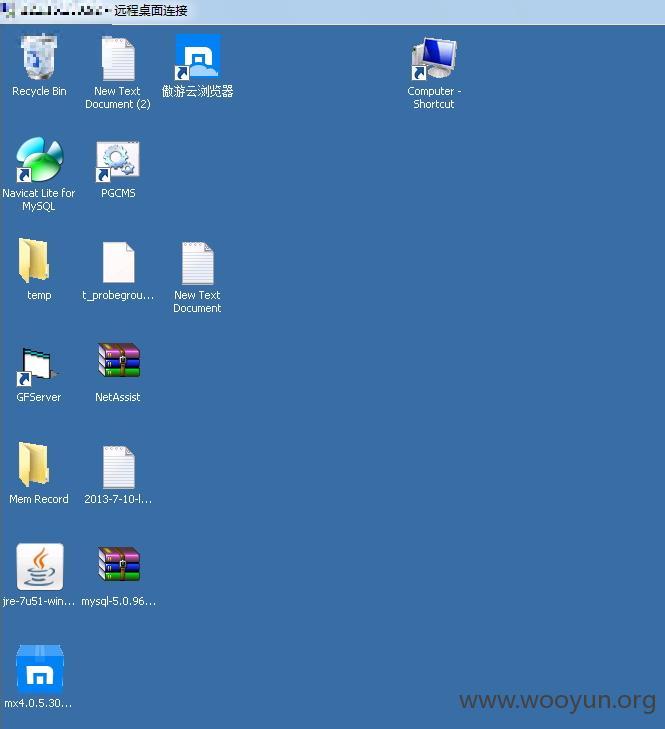 - 远程桌面连接
Recycle Bin
New Text
Document (2)
傲游云浏览器
Computer -
Shortcut
Navicat Lite for
MySQL
PGCMS
temp
t_probegrou...
New Text
Document
GFServer
NetAssist
Mem Record
2013-7-10-l...
jre-7u51-win...
mysql-5.0.96...
mx4.0.5.30...
www.wooyun.org